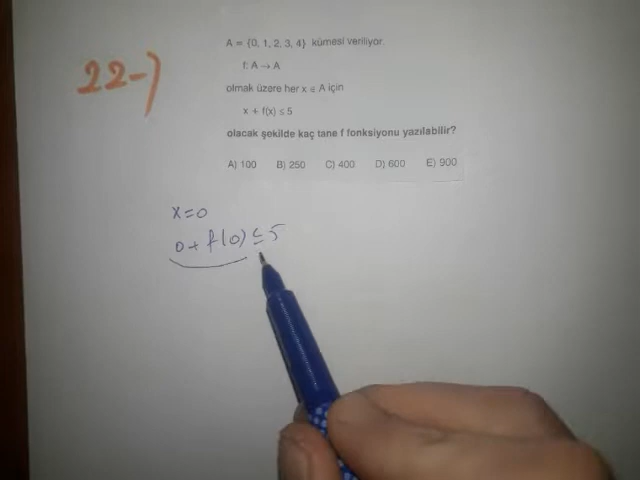 22-)
A = {0, 1, 2, 3, 4} kümesi veriliyor.
f: A → A
olmak üzere her x ∈ A için
x + f(x) ≤ 5
olacak şekilde kaç tane f fonksiyonu yazılabilir?
A) 100 B) 250 C) 400 D) 600 E) 900
x=0
0+f(0) ≤ 5